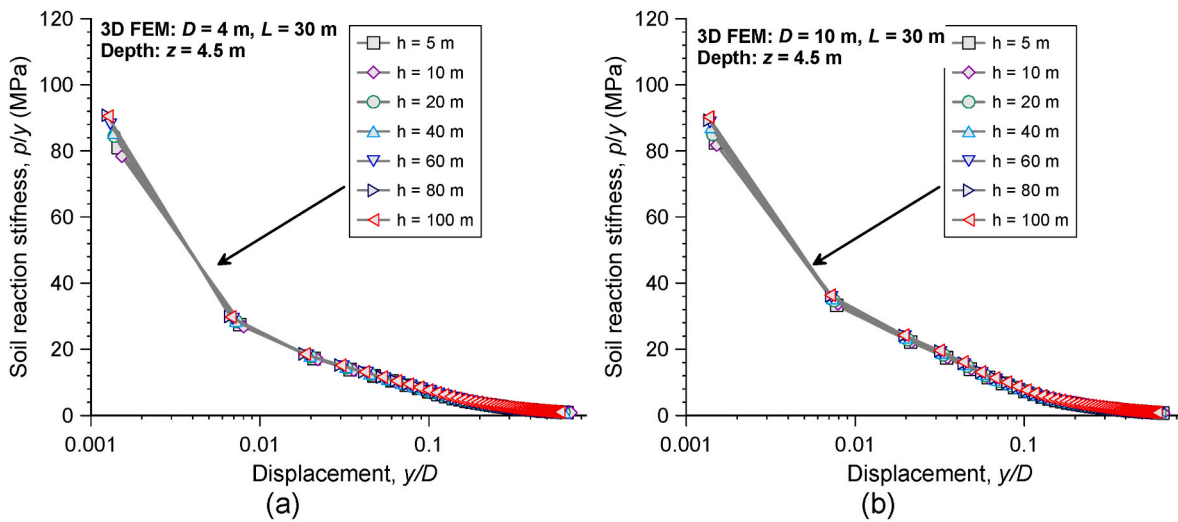 3D FEM: D = 4 m, L = 30 m
Depth: z = 4.5 m
h = 5 m
h = 10 m
h = 20 m
h = 40 m
h = 60 m
h = 80 m
h = 100 m
120
100
80
60
40
20
0
Soil reaction stifness, p/y (MPa)
0.001
0.01
0.1
Displacement, y/D
(a)
3D FEM: D = 10 m, L = 30 m
Depth: z = 4.5 m
h = 5 m
h = 10 m
h = 20 m
h = 40 m
h = 60 m
h = 80 m
h = 100 m
120
100
80
60
40
20
0
Soil reaction stifness, p/y (MPa)
0.001
0.01
0.1
Displacement, y/D
(b)